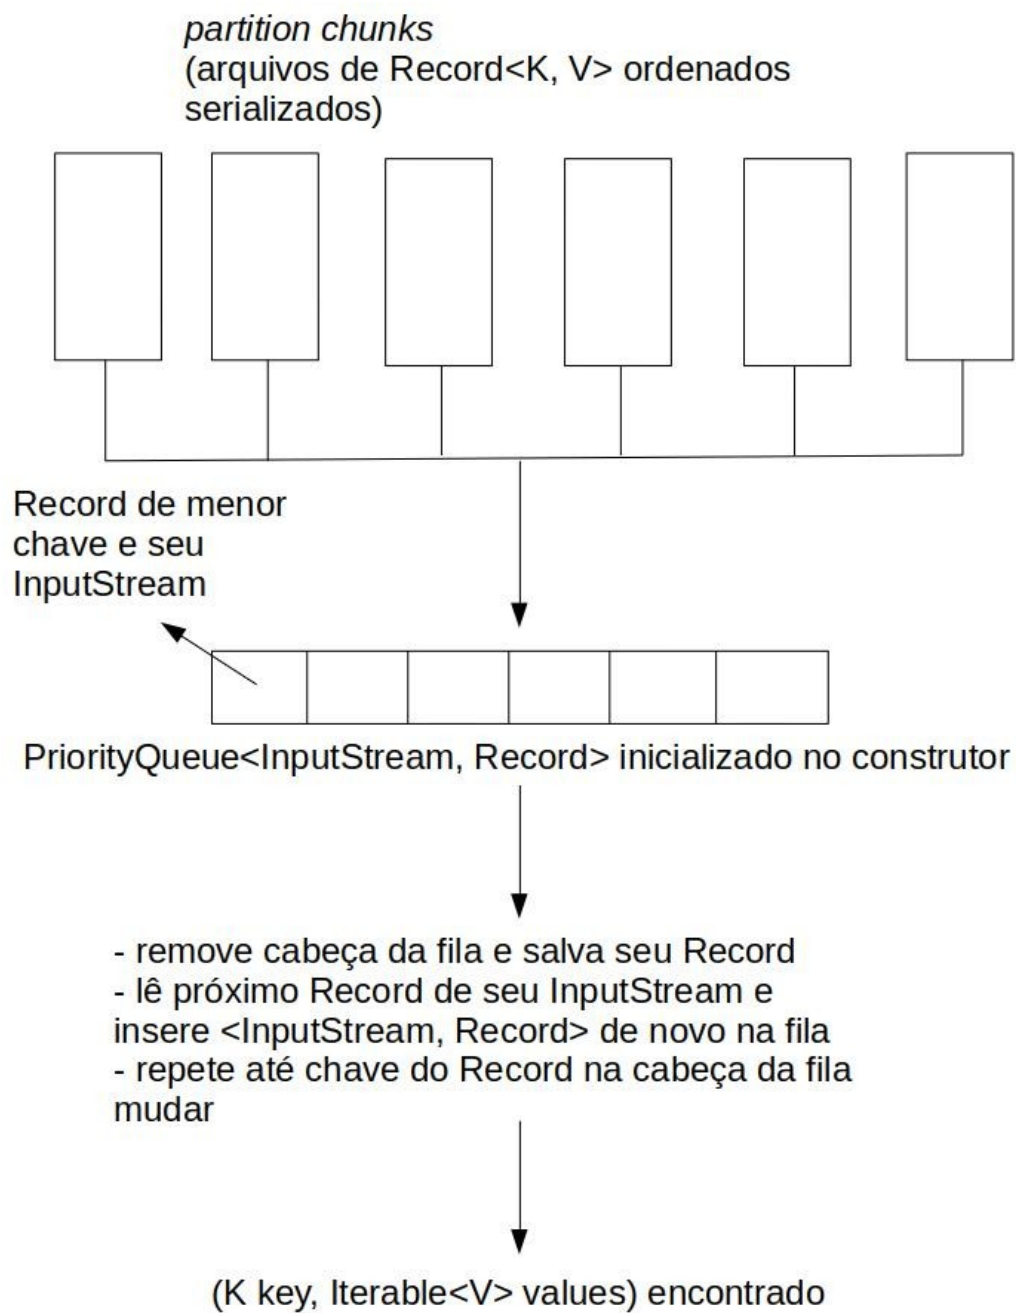 partition chunks
(arquivos de Record<K, V> ordenados
serializados)
Record de menor
chave e seu
InputStream
PriorityQueue<InputStream, Record> inicializado no construtor
- remove cabeça da fila e salva seu Record
- lê próximo Record de seu InputStream e
insere <InputStream, Record> de novo na fila
- repete até chave do Record na cabeça da fila
mudar
(K key, Iterable<V> values) encontrado